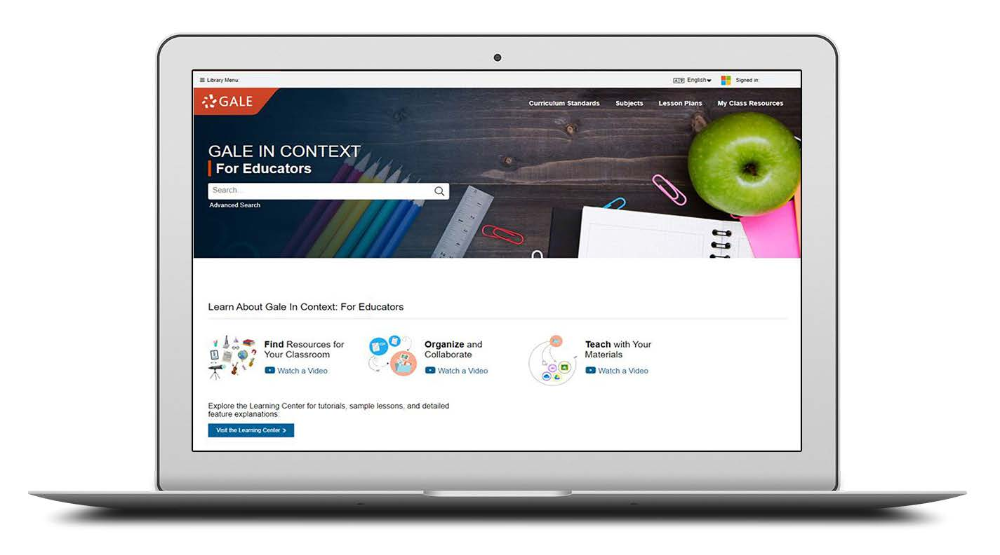 Library Menu:
English
Signed in:
GALE
Curriculum Standards
Subjects
Lesson Plans
My Class Resources
GALE IN CONTEXT
For Educators
Search...
Advanced Search
Learn About Gale In Context: For Educators
Find Resources for
Your Classroom
Watch a Video
Organize and
Collaborate
Watch a Video
Teach with Your
Materials
Watch a Video
Explore the Learning Center for tutorials, sample lessons, and detailed
feature explanations:
Visit the Learning Center